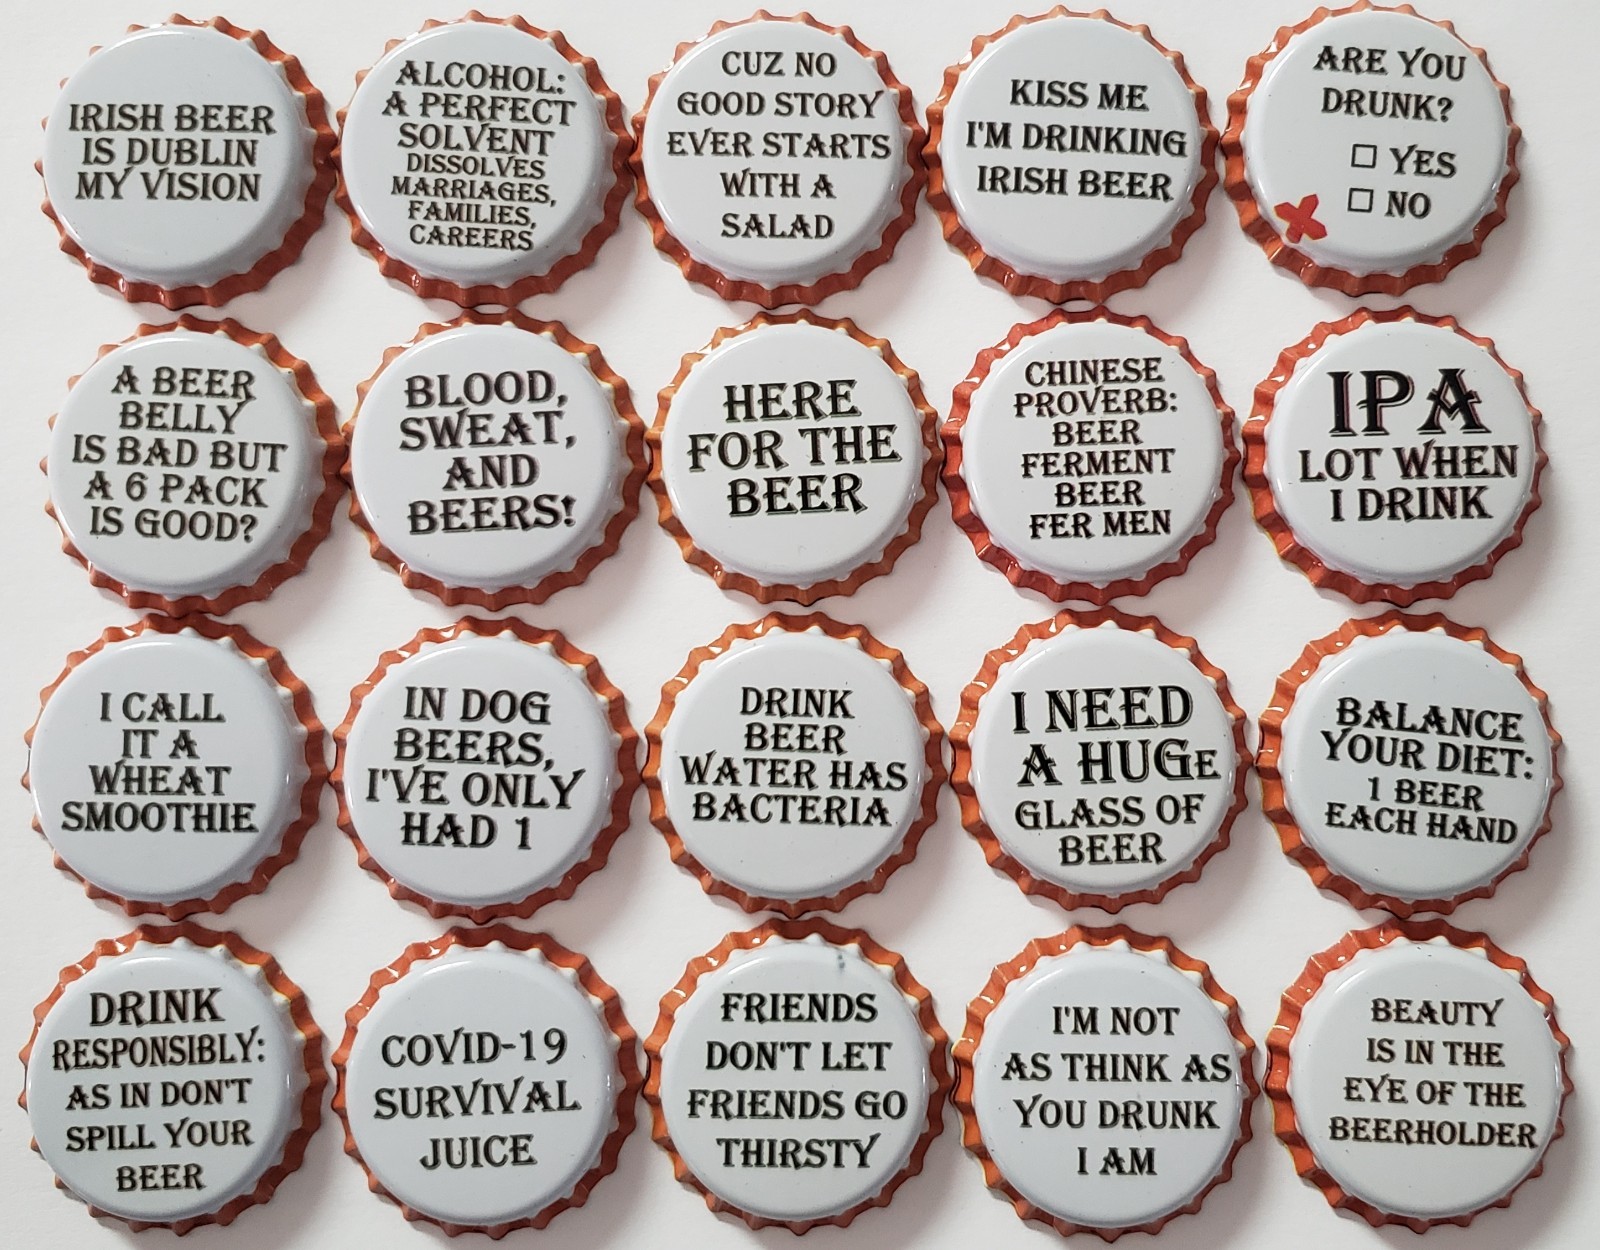 IRISH BEER
IS DUBLIN
MY VISION
ALCOHOL:
A PERFECT
SOLVENT
DISSOLVES
MARRIAGES,
FAMILIES,
CAREERS
CUZ NO
GOOD STORY
EVER STARTS
WITH A
SALAD
KISS ME
I'M DRINKING
IRISH BEER
ARE YOU
DRUNK?
☐ YES
☐ NO
A BEER
BELLY
IS BAD BUT
A 6 PACK
IS GOOD?
BLOOD,
SWEAT,
AND
BEERS!
HERE
FOR THE
BEER
CHINESE
PROVERB:
BEER
FERMENT
BEER
FER MEN
IPA
LOT WHEN
I DRINK
I CALL
IT A
WHEAT
SMOOTHIE
IN DOG
BEERS,
I'VE ONLY
HAD 1
DRINK
BEER
WATER HAS
BACTERIA
I NEED
A HUGE
GLASS OF
BEER
BALANCE
YOUR DIET:
1 BEER
EACH HAND
DRINK
RESPONSIBLY:
AS IN DON'T
SPILL YOUR
BEER
COVID-19
SURVIVAL
JUICE
FRIENDS
DON'T LET
FRIENDS GO
THIRSTY
I'M NOT
AS THINK AS
YOU DRUNK
I AM
BEAUTY
IS IN THE
EYE OF THE
BEERHOLDER